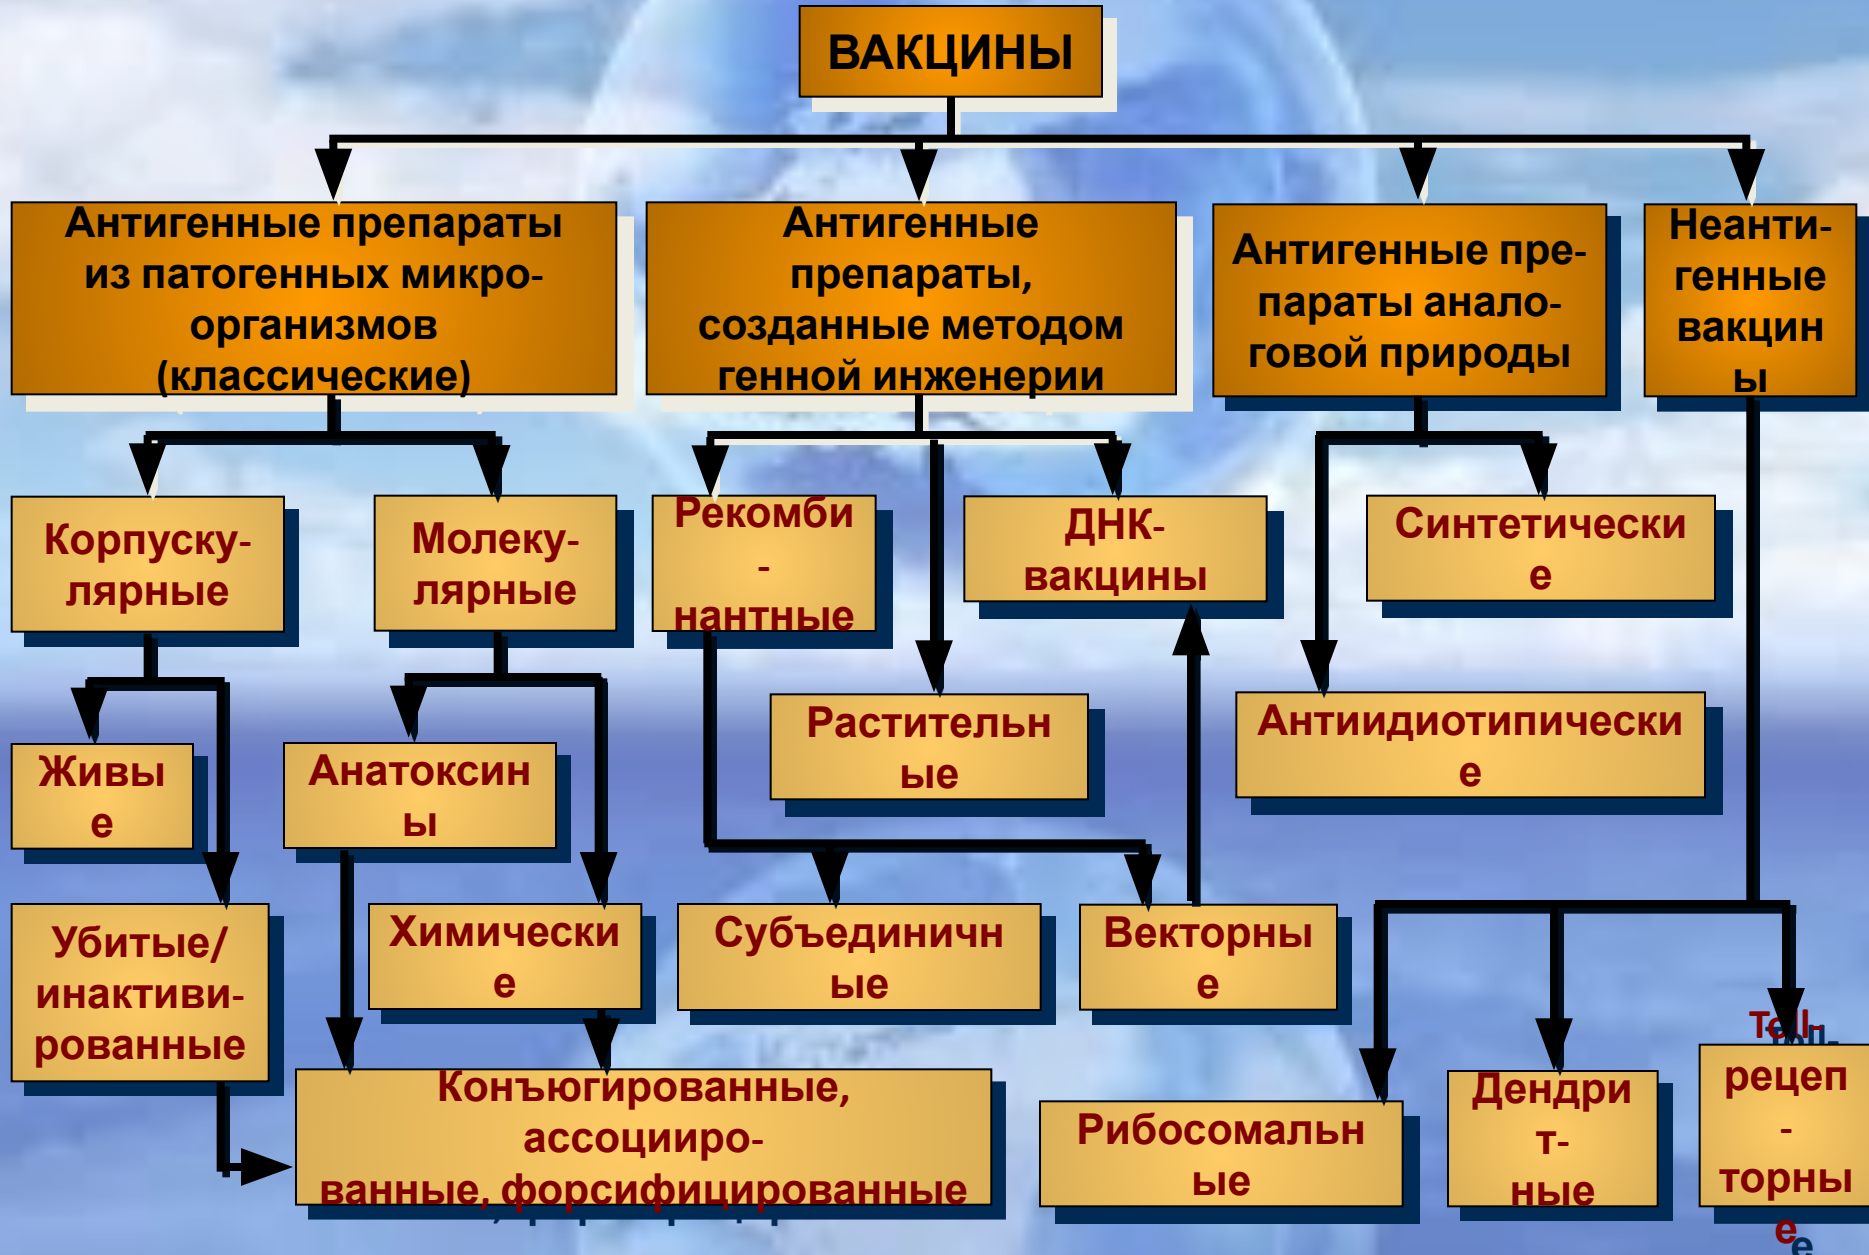 ВАКЦИНЫ
Антигенные препараты
из патогенных микро-
организмов
(классические)
Антигенные
препараты,
созданные методом
генной инженерии
Антигенные пре-
параты анало-
говой природы
Неанти-
генные
вакцин
ы
Корпуску-
лярные
Молеку-
лярные
Рекомби
-
нантные
ДНК-
вакцины
Синтетически
е
Растительн
ые
Антиидиотипически
е
Живы
е
Анатоксин
ы
Убитые/
инактиви-
рованные
Химически
е
Субъединичн
ые
Векторны
е
Конъюгированные,
ассоцииро-
ванные, форсифицированные
Рибосомальн
ые
Дендри
т-
ные
Toll-
рецеп
-
торны
е